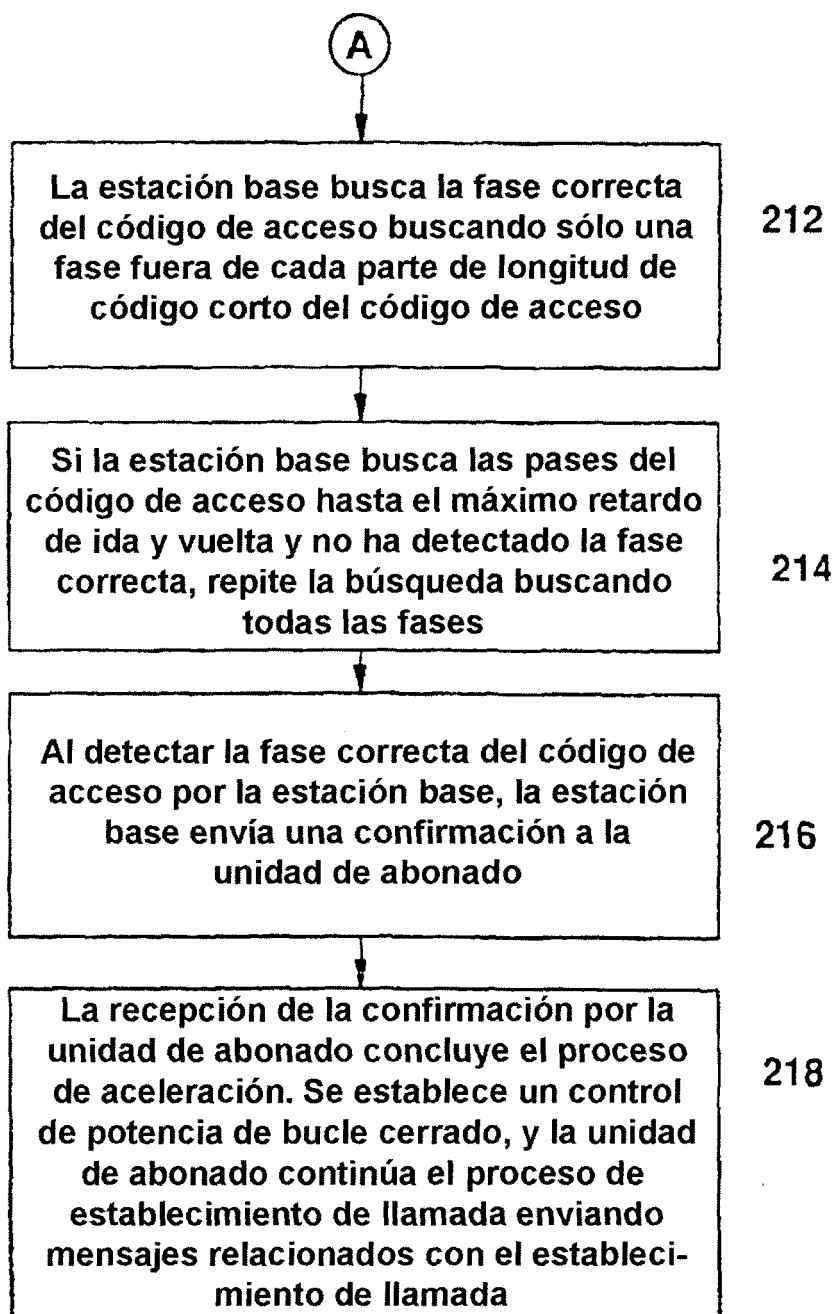 A
La estación base busca la fase correcta
del código de acceso buscando sólo una
fase fuera de cada parte de longitud de
código corto del código de acceso
212
Si la estación base busca las pases del
código de acceso hasta el máximo retardo
de ida y vuelta y no ha detectado la fase
correcta, repite la búsqueda buscando
todas las fases
214
Al detectar la fase correcta del código de
acceso por la estación base, la estación
base envía una confirmación a la
unidad de abonado
216
La recepción de la confirmación por la
unidad de abonado concluye el proceso
de aceleración. Se establece un control
de potencia de bucle cerrado, y la unidad
de abonado continúa el proceso de
establecimiento de llamada enviando
mensajes relacionados con el estableci-
miento de llamada
218